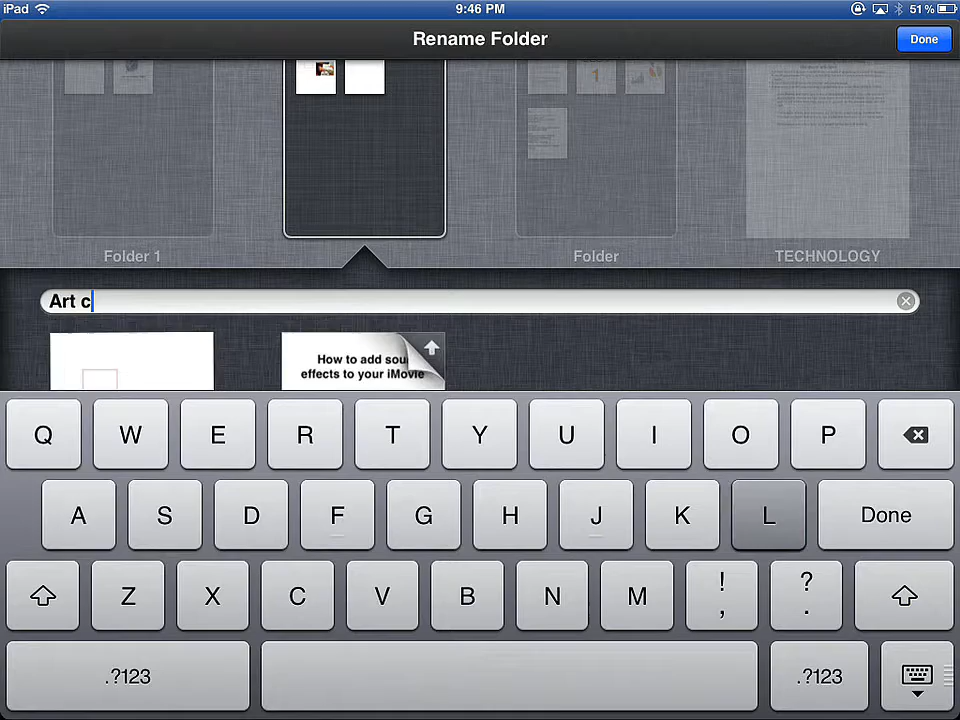 iPad 9:46 PM 51%
Rename Folder Done
1
Folder 1 Folder TECHNOLOGY
Art c
How to add sou
effects to your iMovie
Q W E R T Y U I O P
A S D F G H J K L Done
Z X C V B N M ! , ? .
.?123 .?123